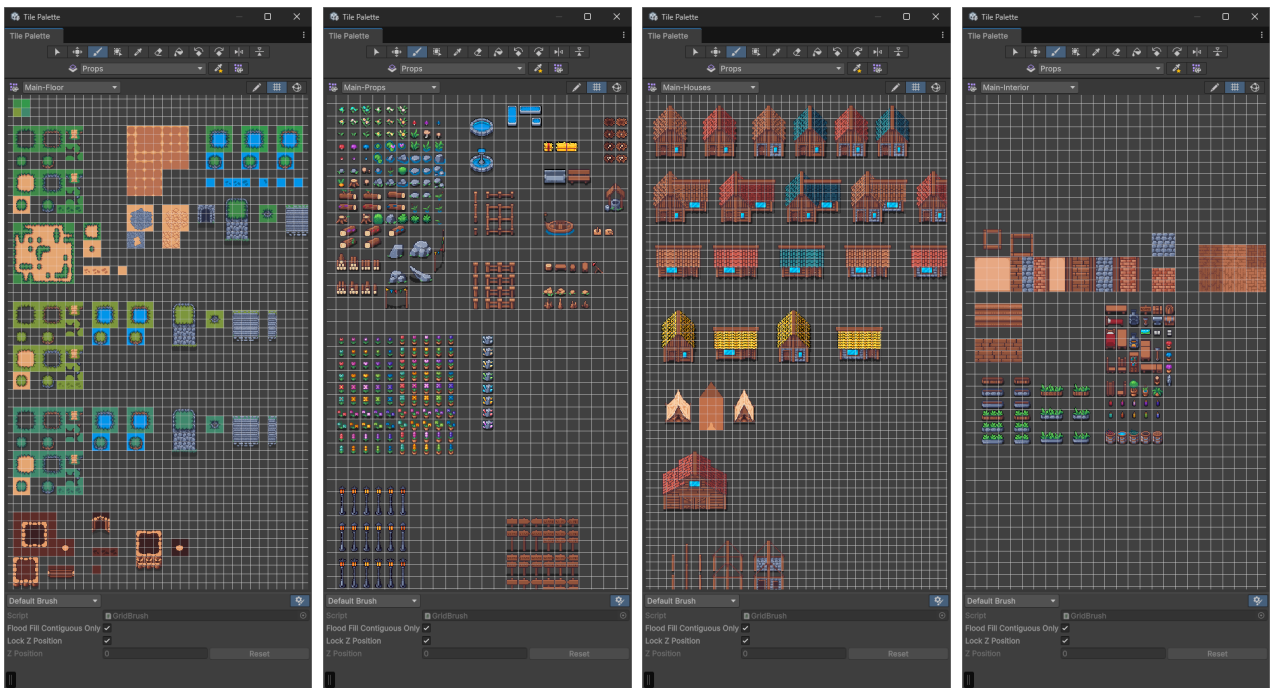 Tile Palette
Tile Palette
Props
Main-Floor
Default Brush
Script
GridBrush
Flood Fill Contiguous Only
Lock Z Position
Z Position
0
Reset
Tile Palette
Tile Palette
Props
Main-Props
Default Brush
Script
GridBrush
Flood Fill Contiguous Only
Lock Z Position
Z Position
0
Reset
Tile Palette
Tile Palette
Props
Main-Houses
Default Brush
Script
GridBrush
Flood Fill Contiguous Only
Lock Z Position
Z Position
0
Reset
Tile Palette
Tile Palette
Props
Main-Interior
Default Brush
Script
GridBrush
Flood Fill Contiguous Only
Lock Z Position
Z Position
0
Reset